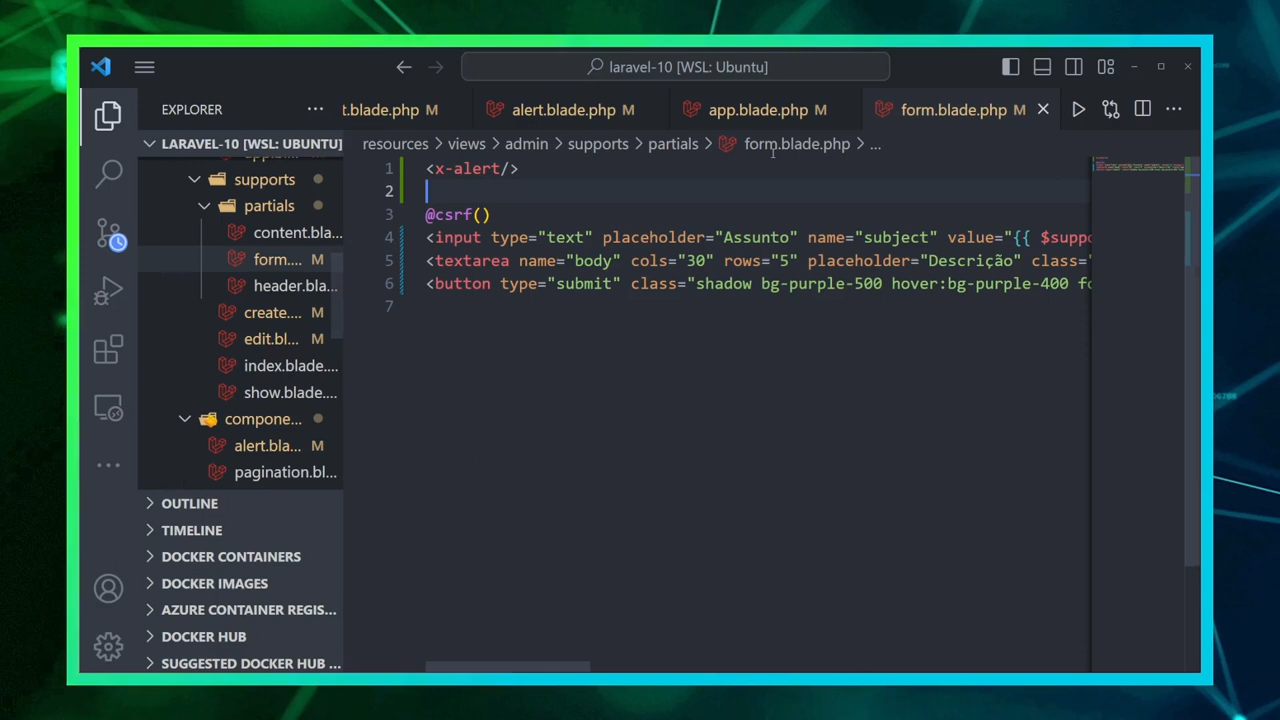 laravel-10 [WSL: Ubuntu]
EXPLORER
t.blade.php M
alert.blade.php M
app.blade.php M
form.blade.php M
LARAVEL-10 [WSL: UBUNTU]
resources > views > admin > supports > partials > form.blade.php > ...
supports
partials
content.bla...
form.... M
header.bla...
create.... M
edit.bl... M
index.blade....
show.blade....
compone...
alert.bla... M
pagination.bl...
OUTLINE
TIMELINE
DOCKER CONTAINERS
DOCKER IMAGES
AZURE CONTAINER REGIS...
DOCKER HUB
SUGGESTED DOCKER HUB ...
1 <x-alert/>
2
3 @csrf()
4 <input type="text" placeholder="Assunto" name="subject" value="{{ $suppo
5 <textarea name="body" cols="30" rows="5" placeholder="Descrição" class="
6 <button type="submit" class="shadow bg-purple-500 hover:bg-purple-400 fo
7